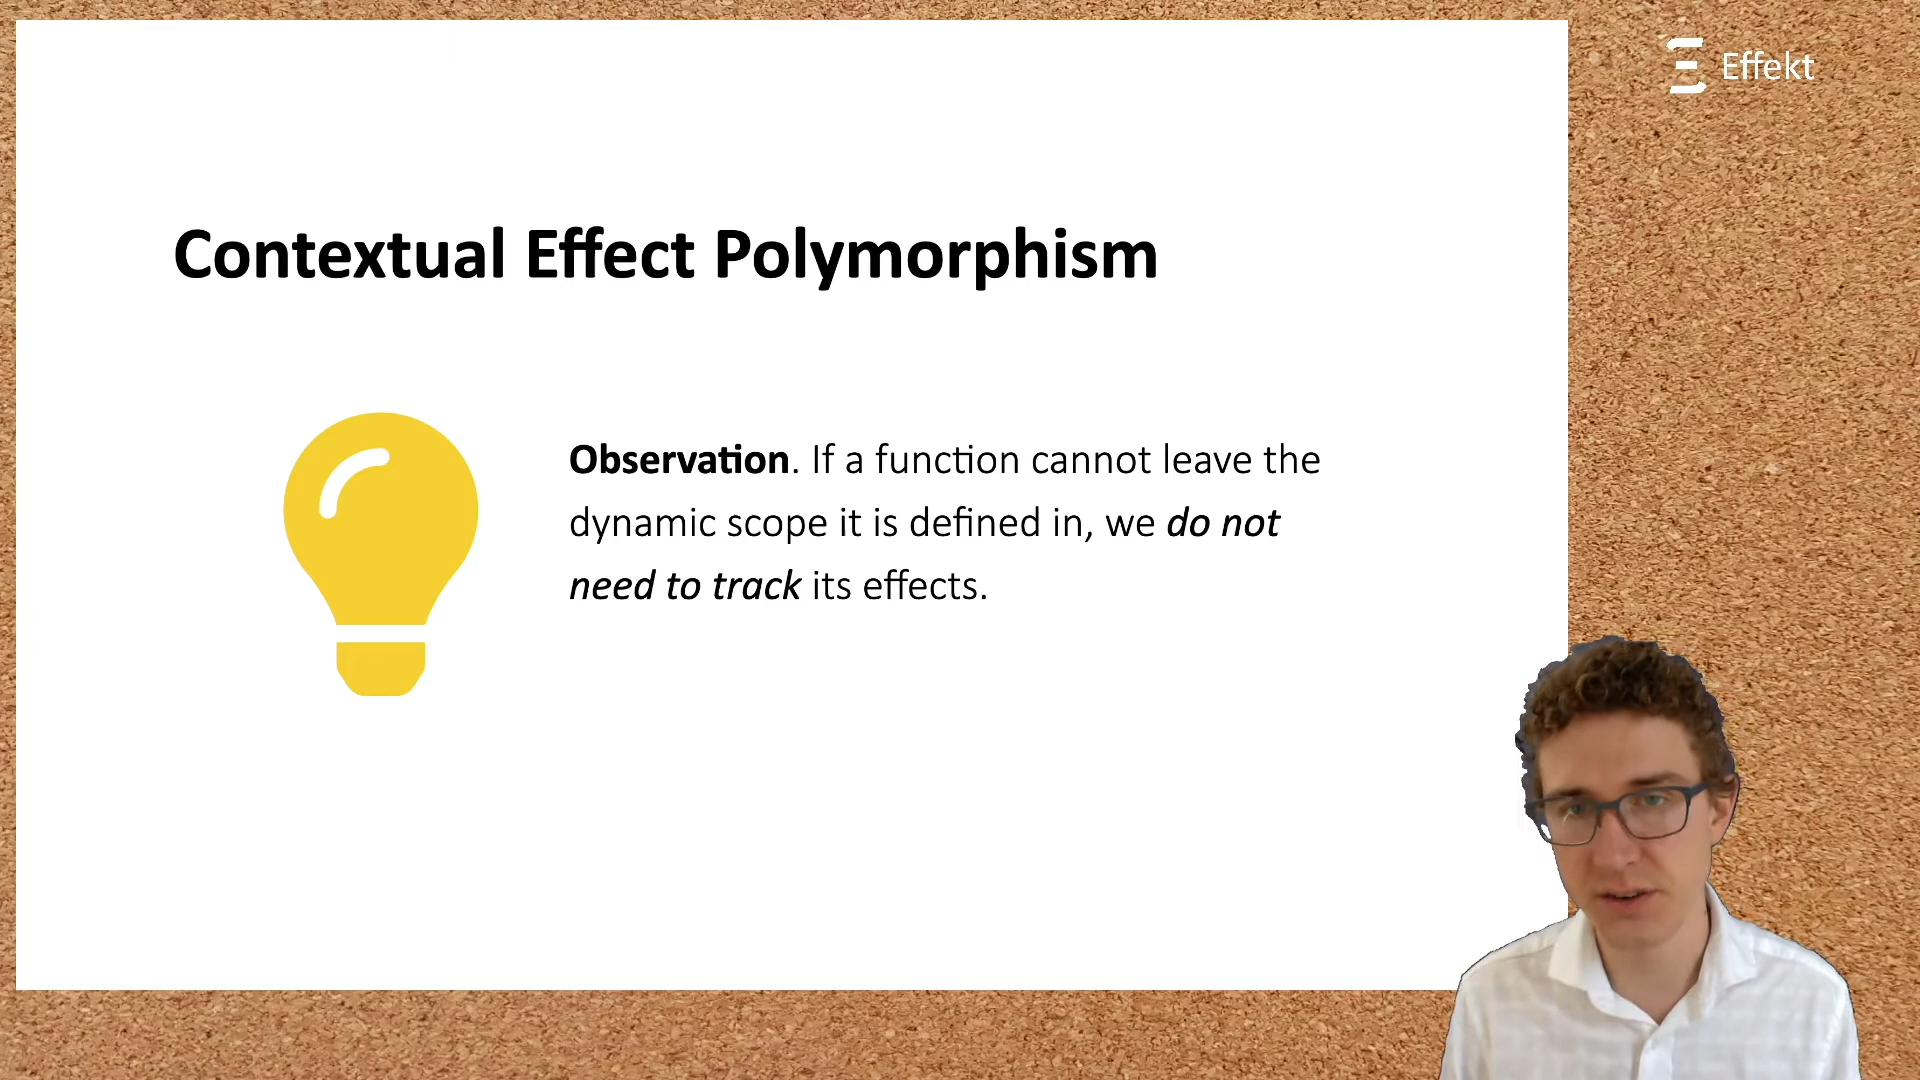 Effekt
Contextual Effect Polymorphism
Observation. If a function cannot leave the
dynamic scope it is defined in, we do not
need to track its effects.